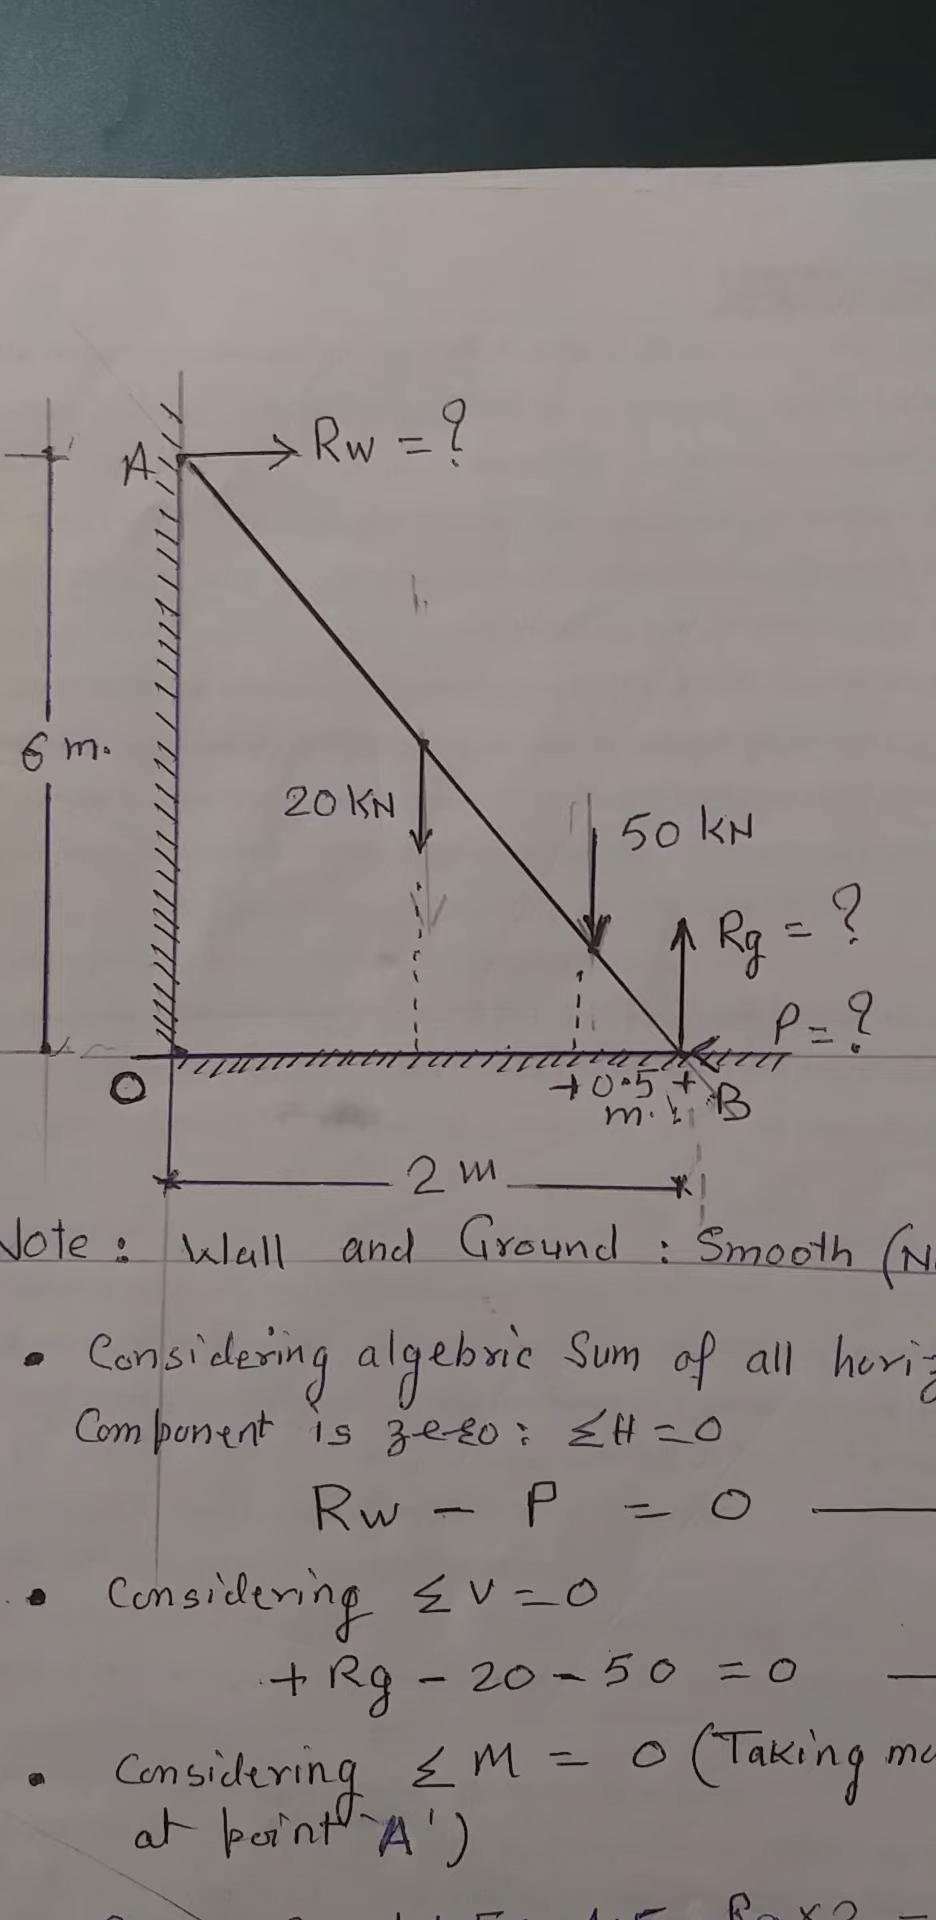 A
Rw = ?
6 m.
20 KN
50 KN
Rg = ?
P = ?
O
0.5
m.
B
2 m
Note : Wall and Ground : Smooth (N
• Considering algebric Sum of all horiz
Component is zero : ΣH = 0
Rw - P = 0
• Considering ΣV = 0
+ Rg - 20 - 50 = 0
• Considering ΣM = 0 (Taking mo
at point 'A')